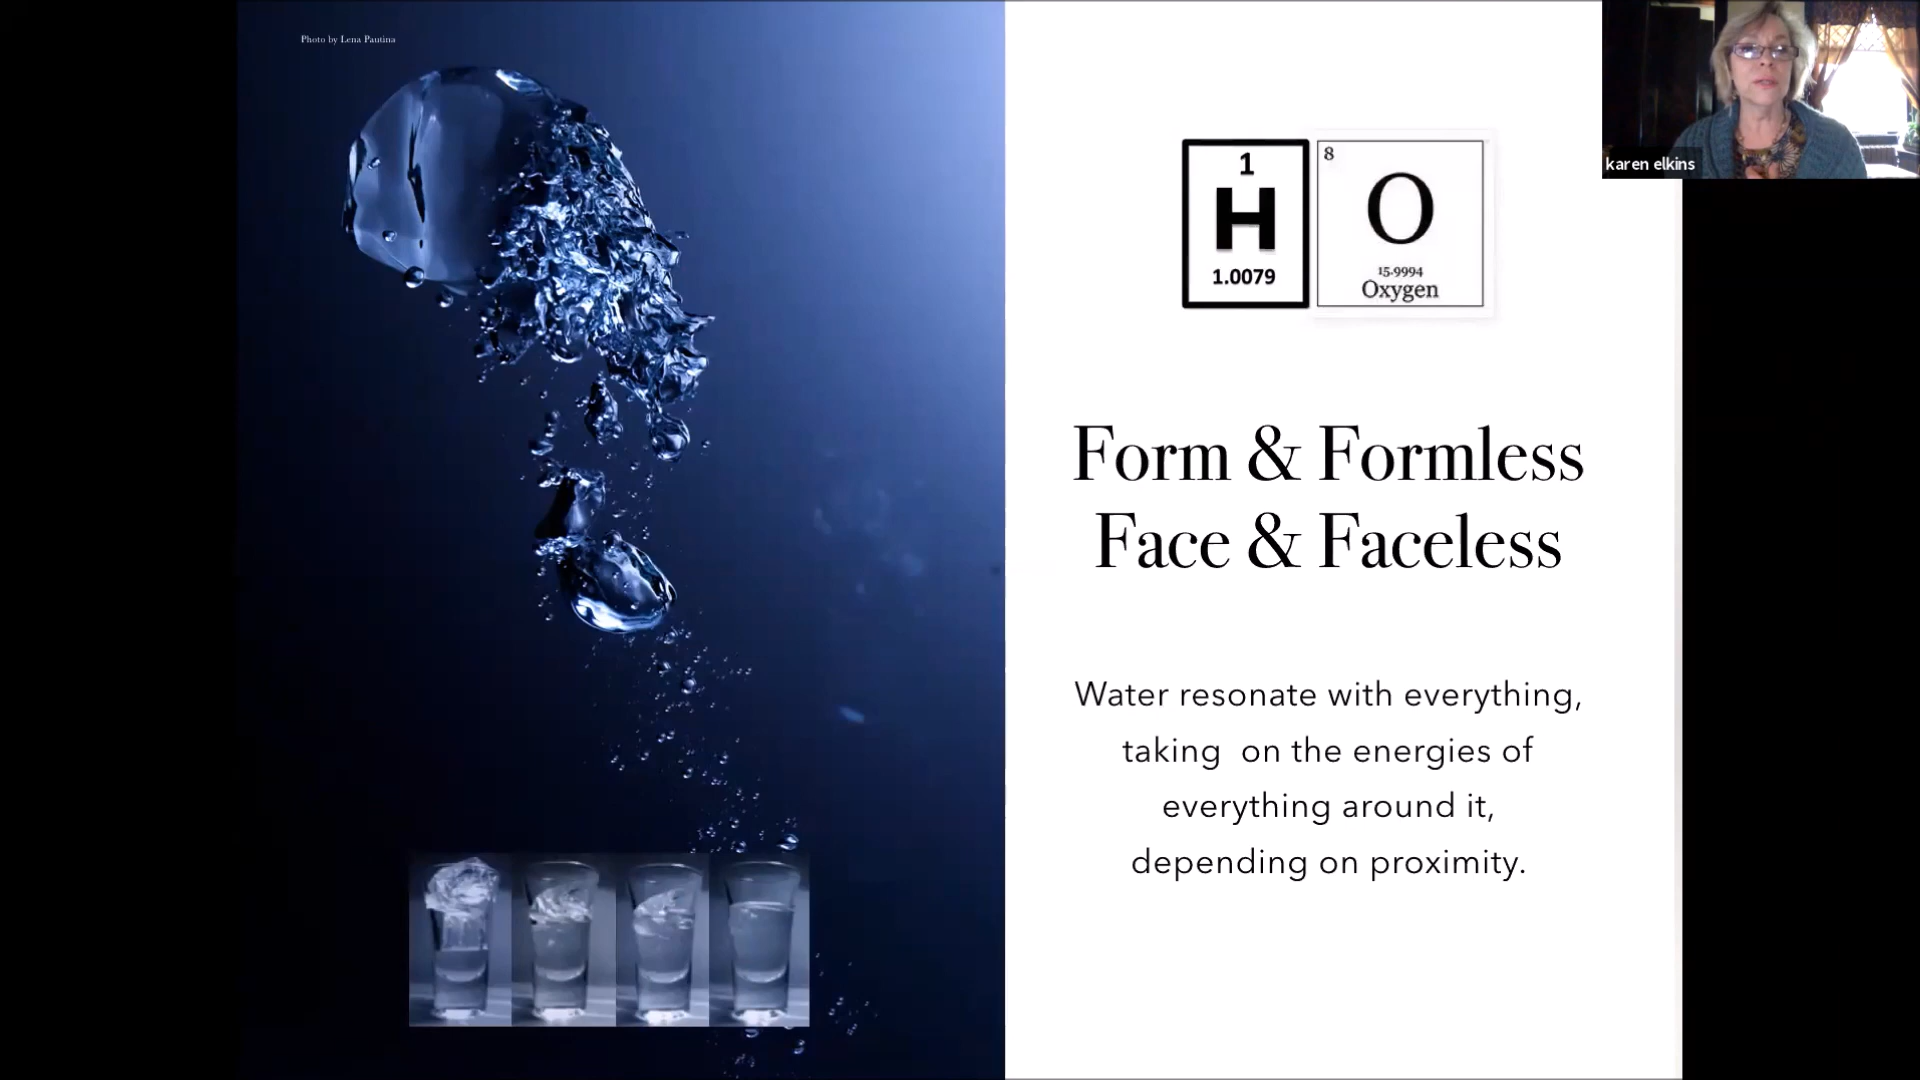 Photo by Lena Pautina
karen elkins
1
H
1.0079
8
O
15.9994
Oxygen
Form & Formless
Face & Faceless
Water resonate with everything,
taking on the energies of
everything around it,
depending on proximity.